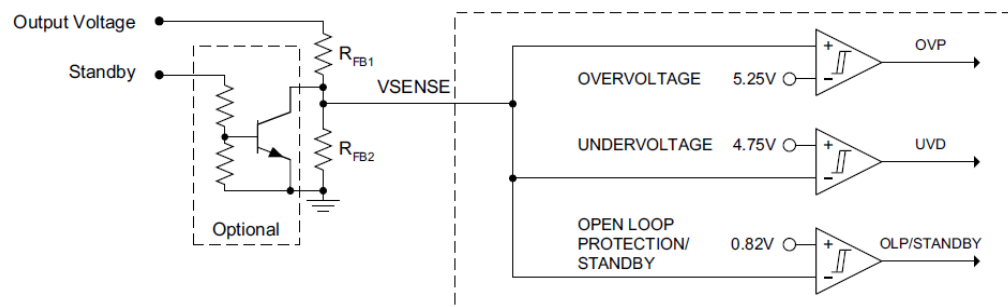 Output Voltage
Standby
Optional
RFB1
RFB2
VSENSE
OVERVOLTAGE
5.25V
+
−
OVP
UNDERVOLTAGE
4.75V
+
−
UVD
OPEN LOOP
PROTECTION/
STANDBY
0.82V
+
−
OLP/STANDBY